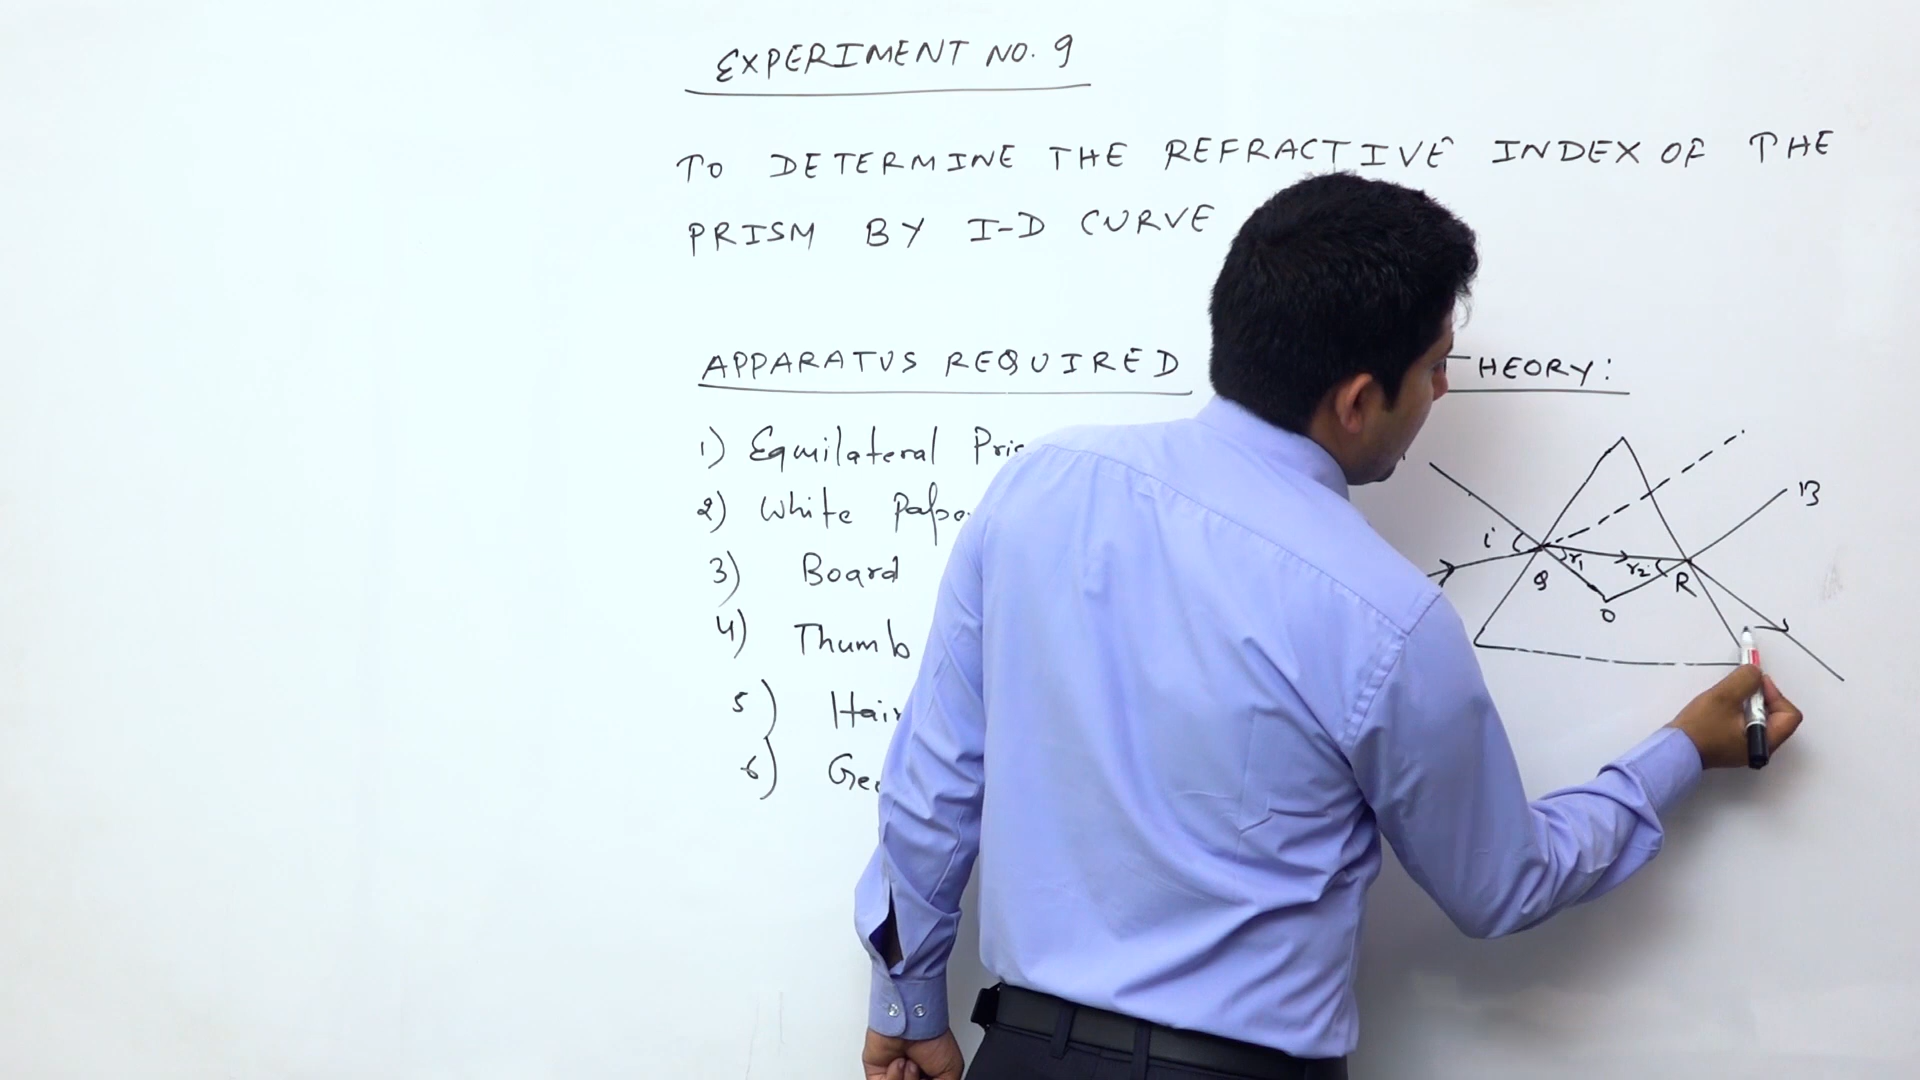 EXPERIMENT NO. 9
TO DETERMINE THE REFRACTIVE INDEX OF THE
PRISM BY I-D CURVE
APPARATUS REQUIRED
1) Equilateral
2) White
3) Board
4) Thumb
5)
6)
HEORY:
B
i
r1
r2
Q
R
O